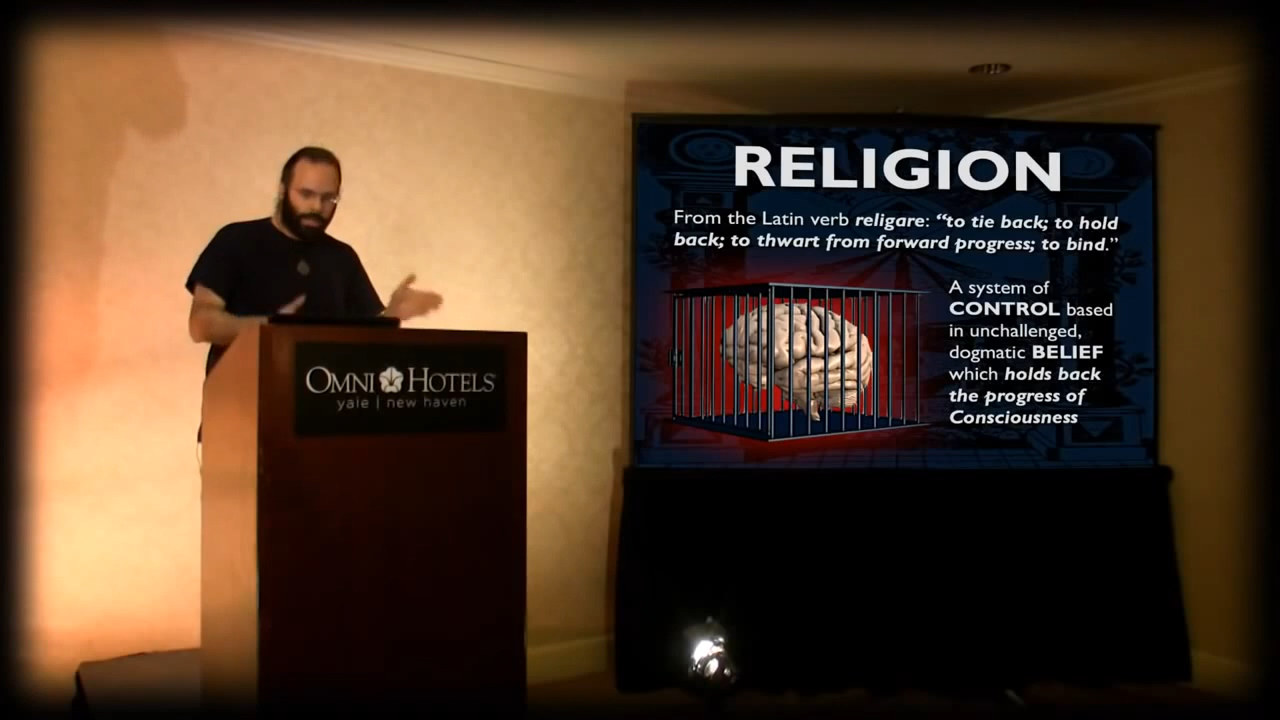 OMNI HOTELS
yale | new haven
RELIGION
From the Latin verb religare: “to tie back; to hold
back; to thwart from forward progress; to bind.”
A system of
CONTROL based
in unchallenged,
dogmatic BELIEF
which holds back
the progress of
Consciousness